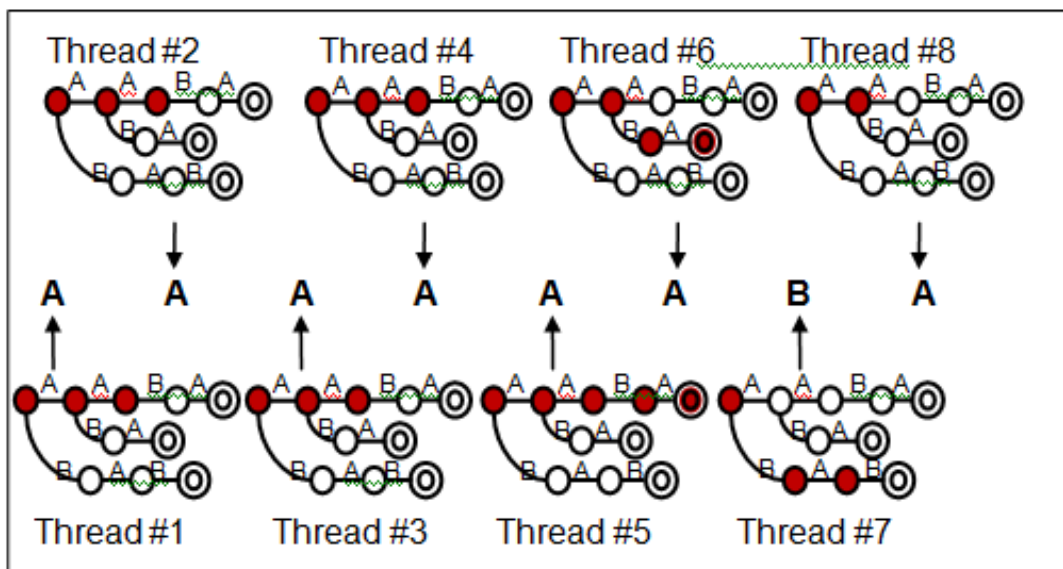 Thread #2 Thread #4 Thread #6 Thread #8
A A B A A A B A A A B A A A B A
B A B A B A B A
B A B B A B B A B B A B
A A A A A A B A
A A B A A A B A A A B A A A B A
B A B A B A B A
B A B B A B B A B B A B
Thread #1 Thread #3 Thread #5 Thread #7